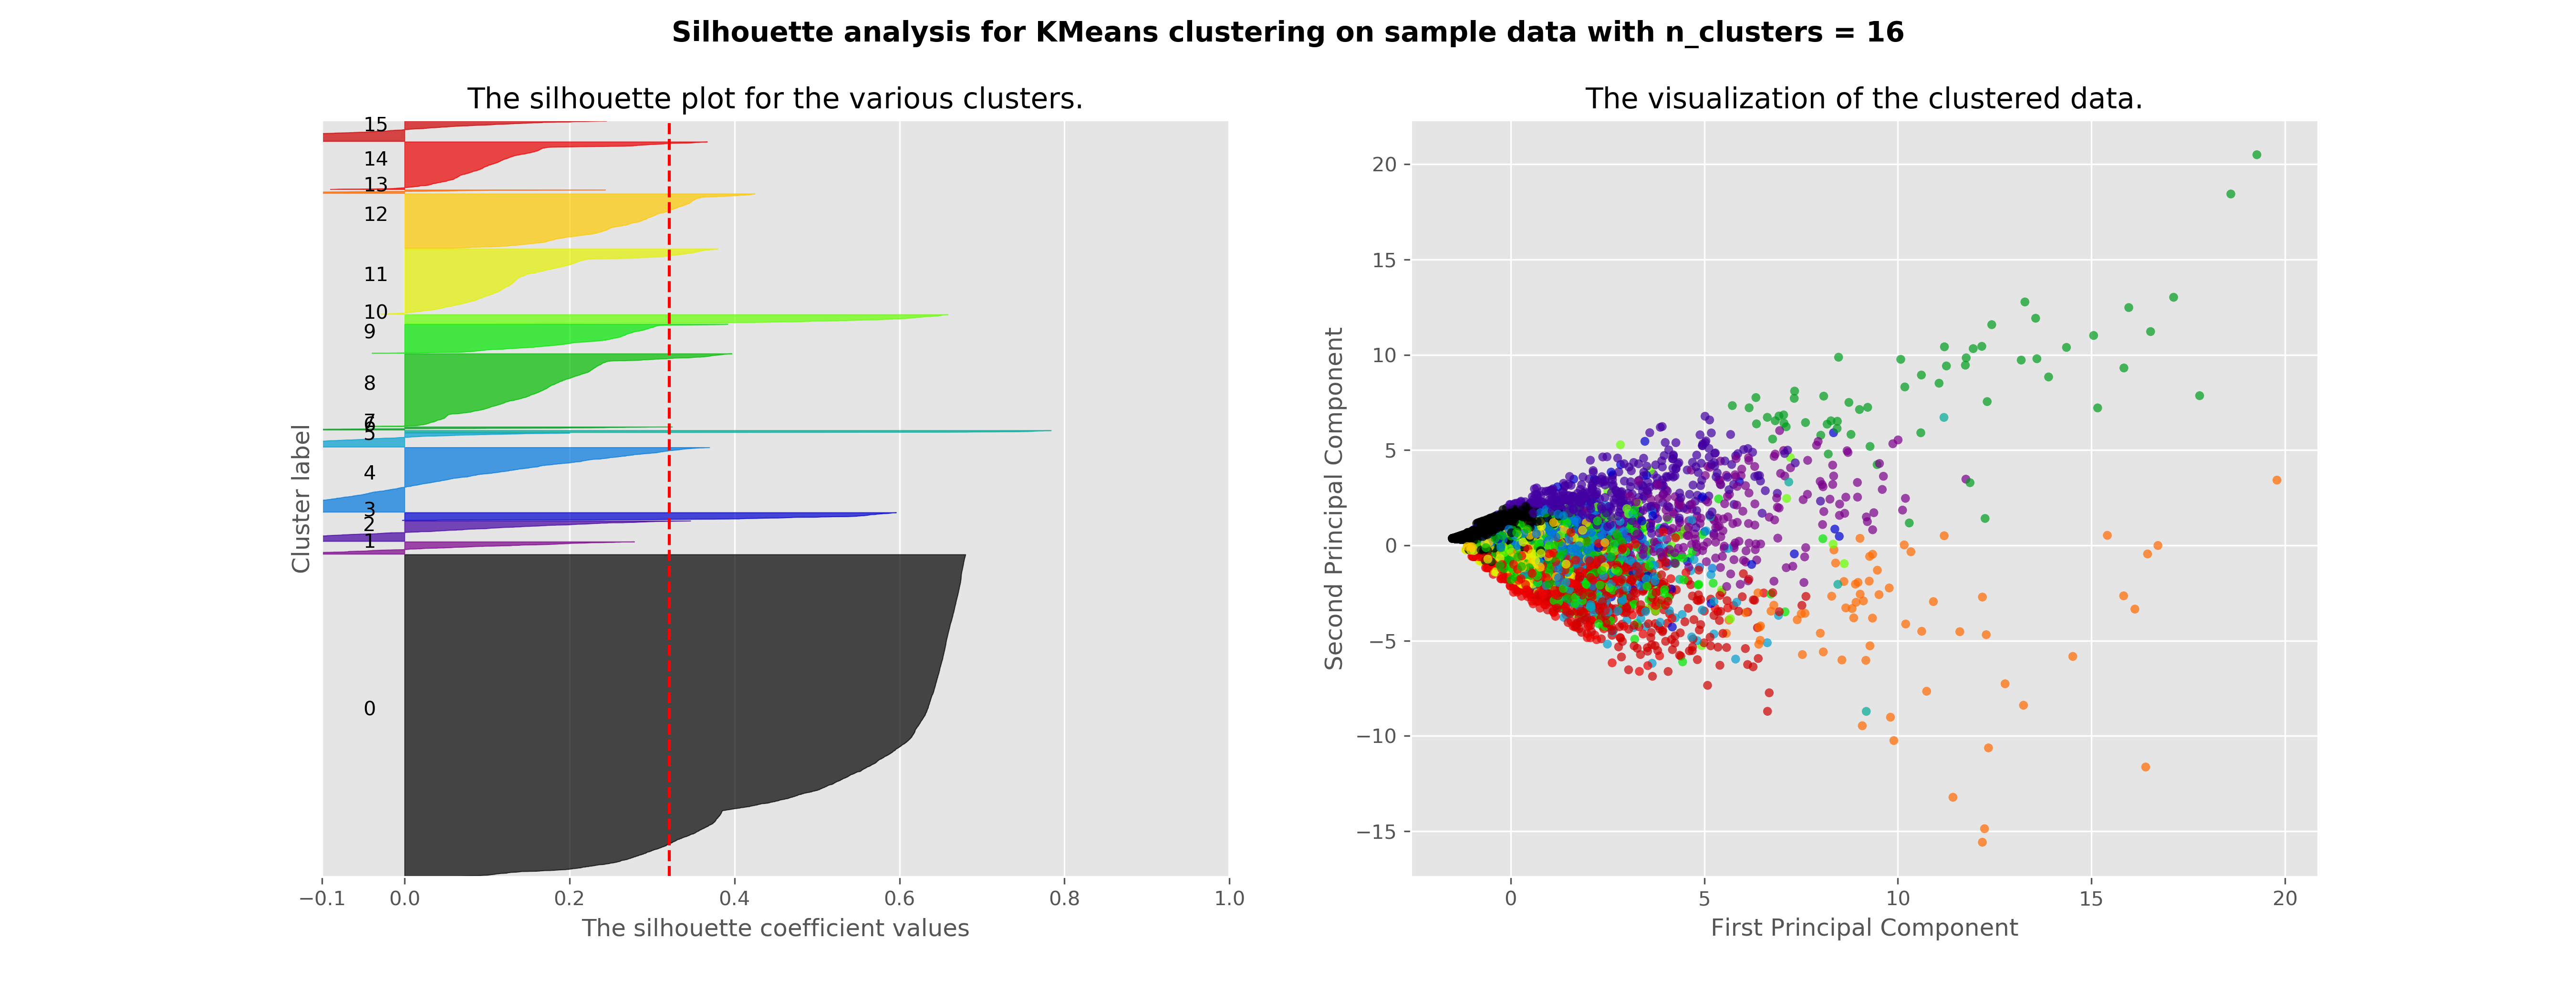 Silhouette analysis for KMeans clustering on sample data with n_clusters = 16
The silhouette plot for the various clusters.
15
14
13
12
11
10
9
8
7
6
5
4
3
2
1
0
Cluster label
−0.1 0.0 0.2 0.4 0.6 0.8 1.0
The silhouette coefficient values
The visualization of the clustered data.
20
15
10
5
0
−5
−10
−15
Second Principal Component
0 5 10 15 20
First Principal Component